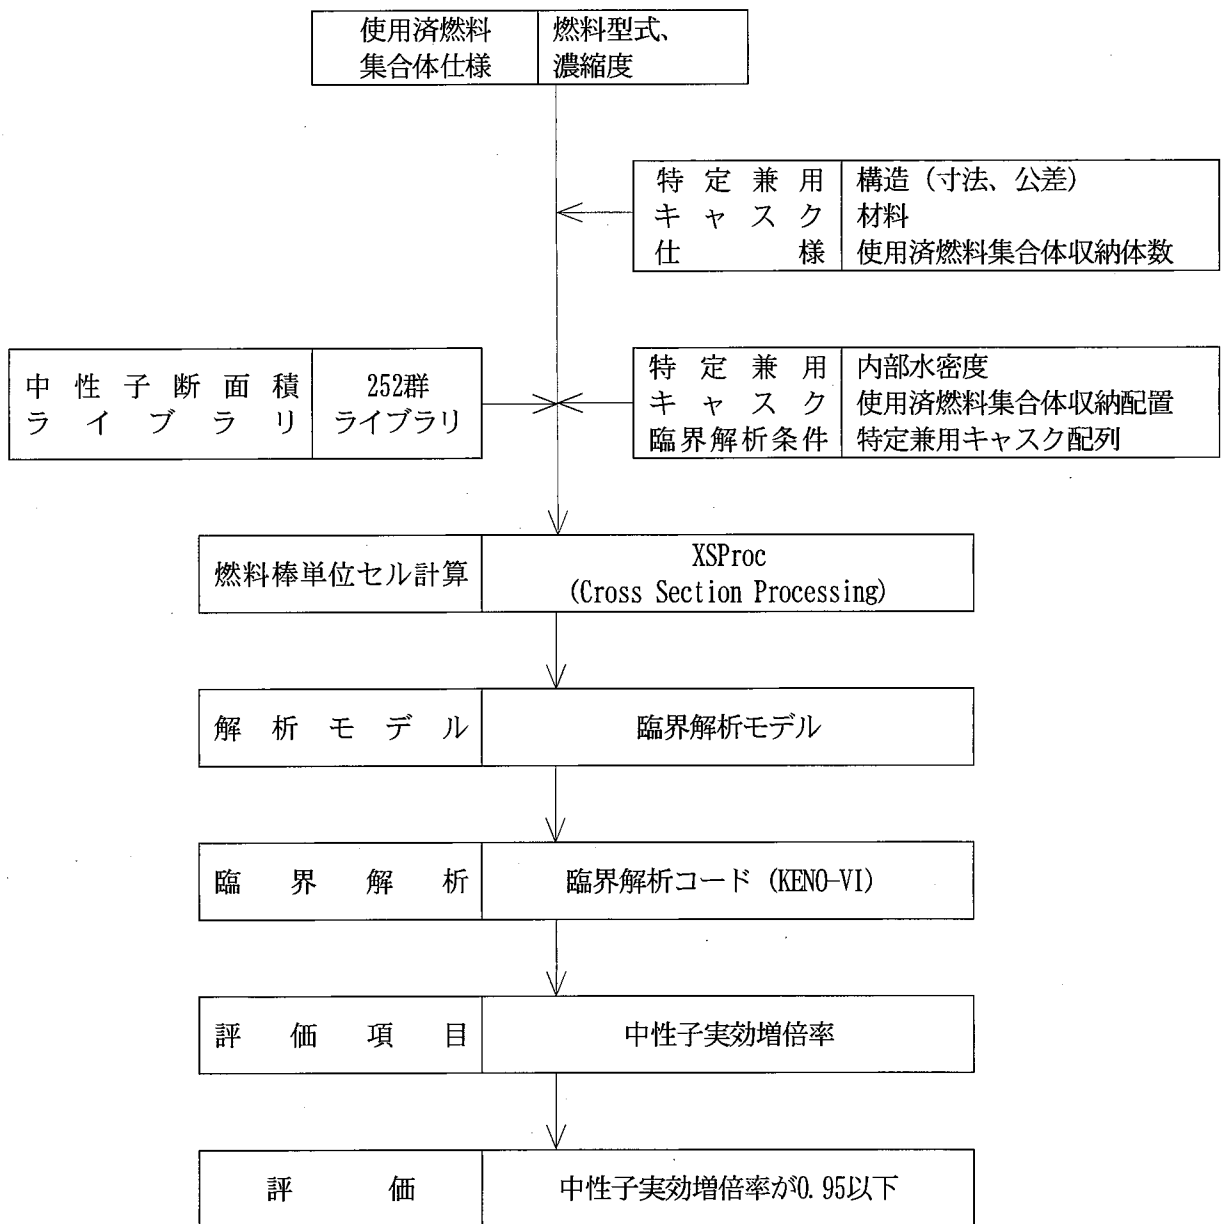 使用済燃料
集合体仕様
燃料型式、
濃縮度
特定兼用
キャスク
仕様
構造（寸法、公差）
材料
使用済燃料集合体収納体数
中性子断面積
ライブラリ
252群
ライブラリ
特定兼用
キャスク
臨界解析条件
内部水密度
使用済燃料集合体収納配置
特定兼用キャスク配列
燃料棒単位セル計算
XSProc
(Cross Section Processing)
解析モデル
臨界解析モデル
臨界解析
臨界解析コード（KENO-VI）
評価項目
中性子実効増倍率
評価
中性子実効増倍率が0.95以下